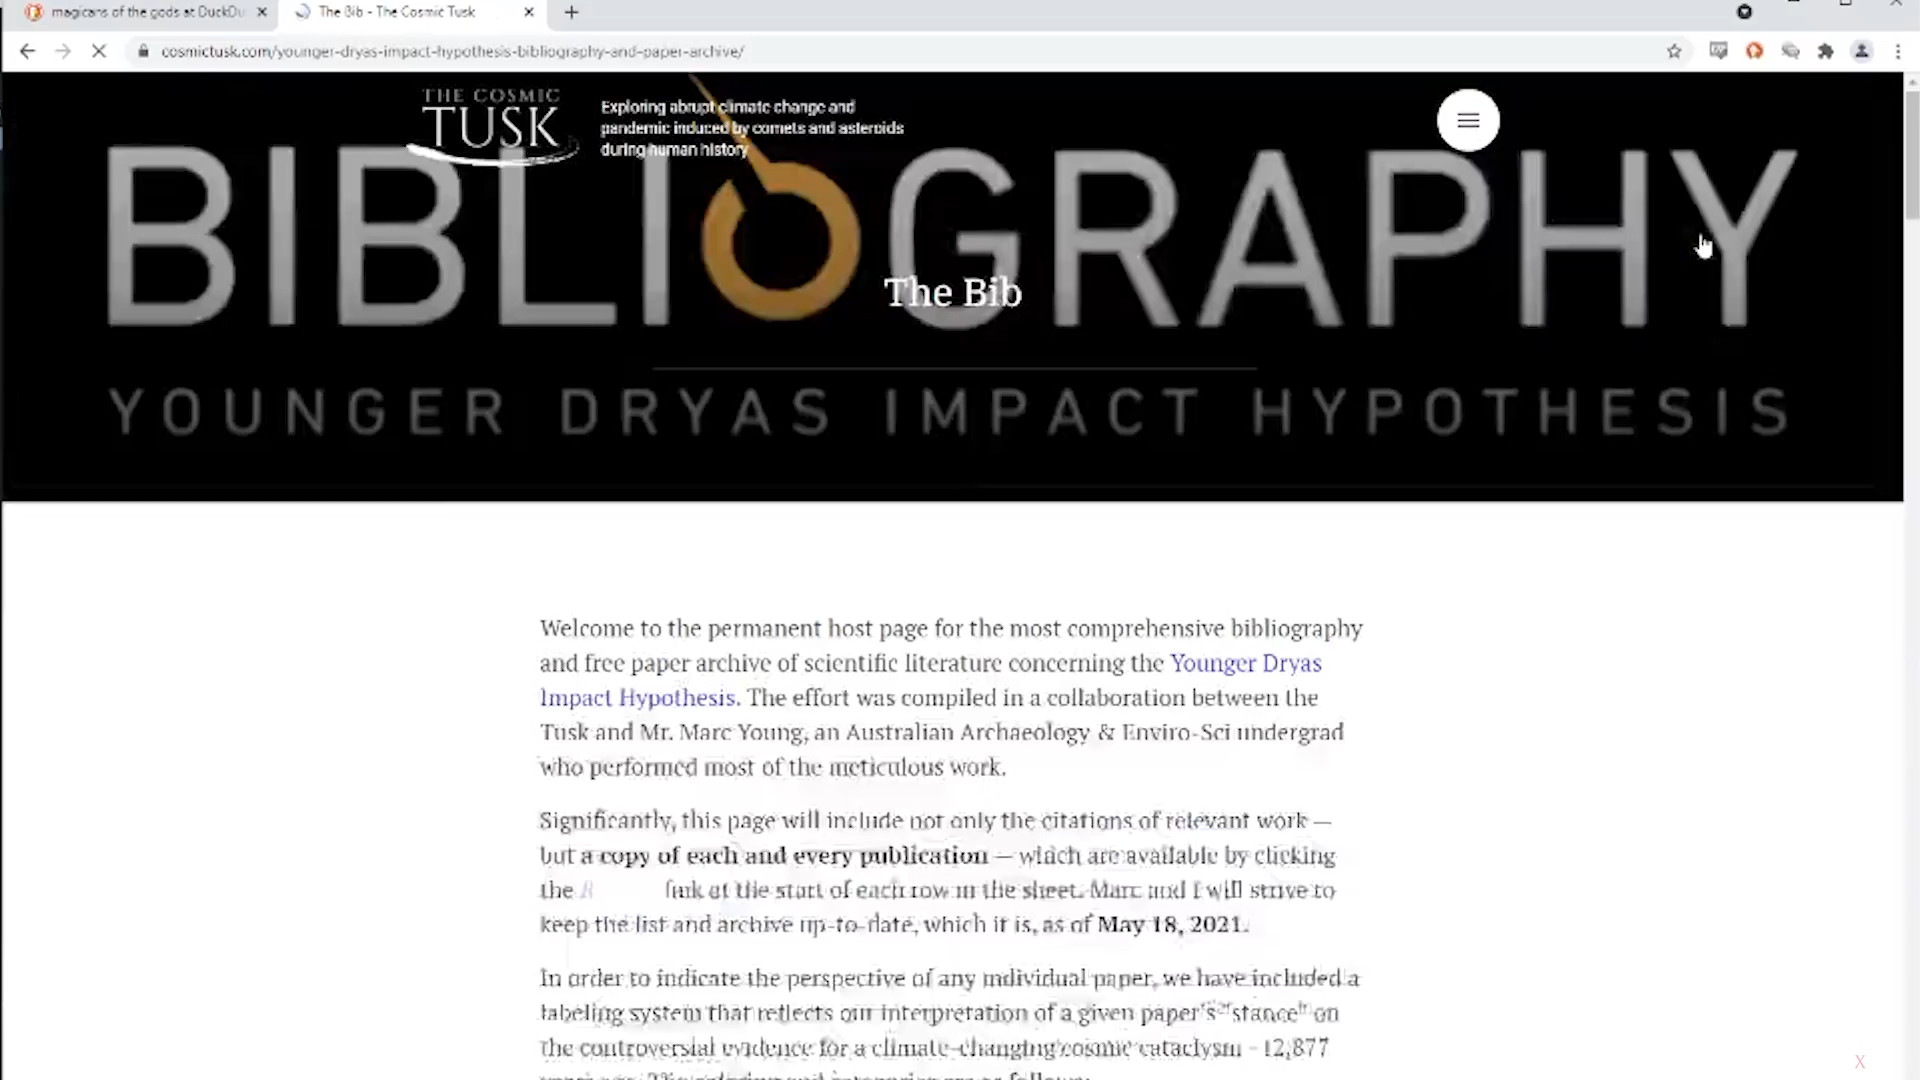 magicans of the gods at DuckDu
The Bib - The Cosmic Tusk
cosmictusk.com/younger-dryas-impact-hypothesis-bibliography-and-paper-archive/
THE COSMIC
TUSK
Exploring abrupt climate change and
pandemic induced by comets and asteroids
during human history
BIBLIOGRAPHY
The Bib
YOUNGER DRYAS IMPACT HYPOTHESIS
Welcome to the permanent host page for the most comprehensive bibliography
and free paper archive of scientific literature concerning the Younger Dryas
Impact Hypothesis. The effort was compiled in a collaboration between the
Tusk and Mr. Marc Young, an Australian Archaeology & Enviro-Sci undergrad
who performed most of the meticulous work.
Significantly, this page will include not only the citations of relevant work —
but a copy of each and every publication — which are available by clicking
the link at the start of each row in the sheet. Marc and I will strive to
keep the list and archive up-to-date, which it is, as of May 18, 2021.
In order to indicate the perspective of any individual paper, we have included a
labeling system that reflects our interpretation of a given paper's "stance" on
the controversial evidence for a climate-changing cosmic cataclysm - 12,877
X